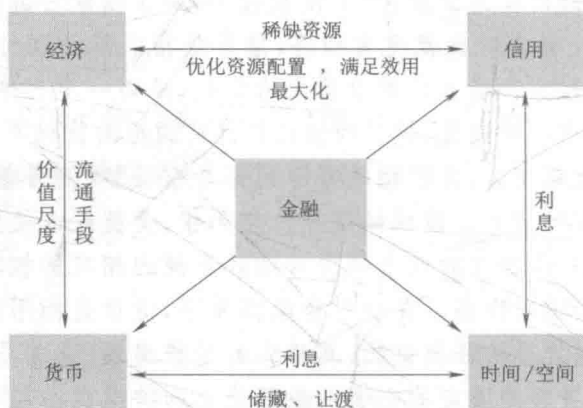 经济
稀缺资源
信用
优化资源配置，满足效用
最大化
价值尺度
流通手段
金融
利息
货币
利息
时间/空间
储藏、让渡